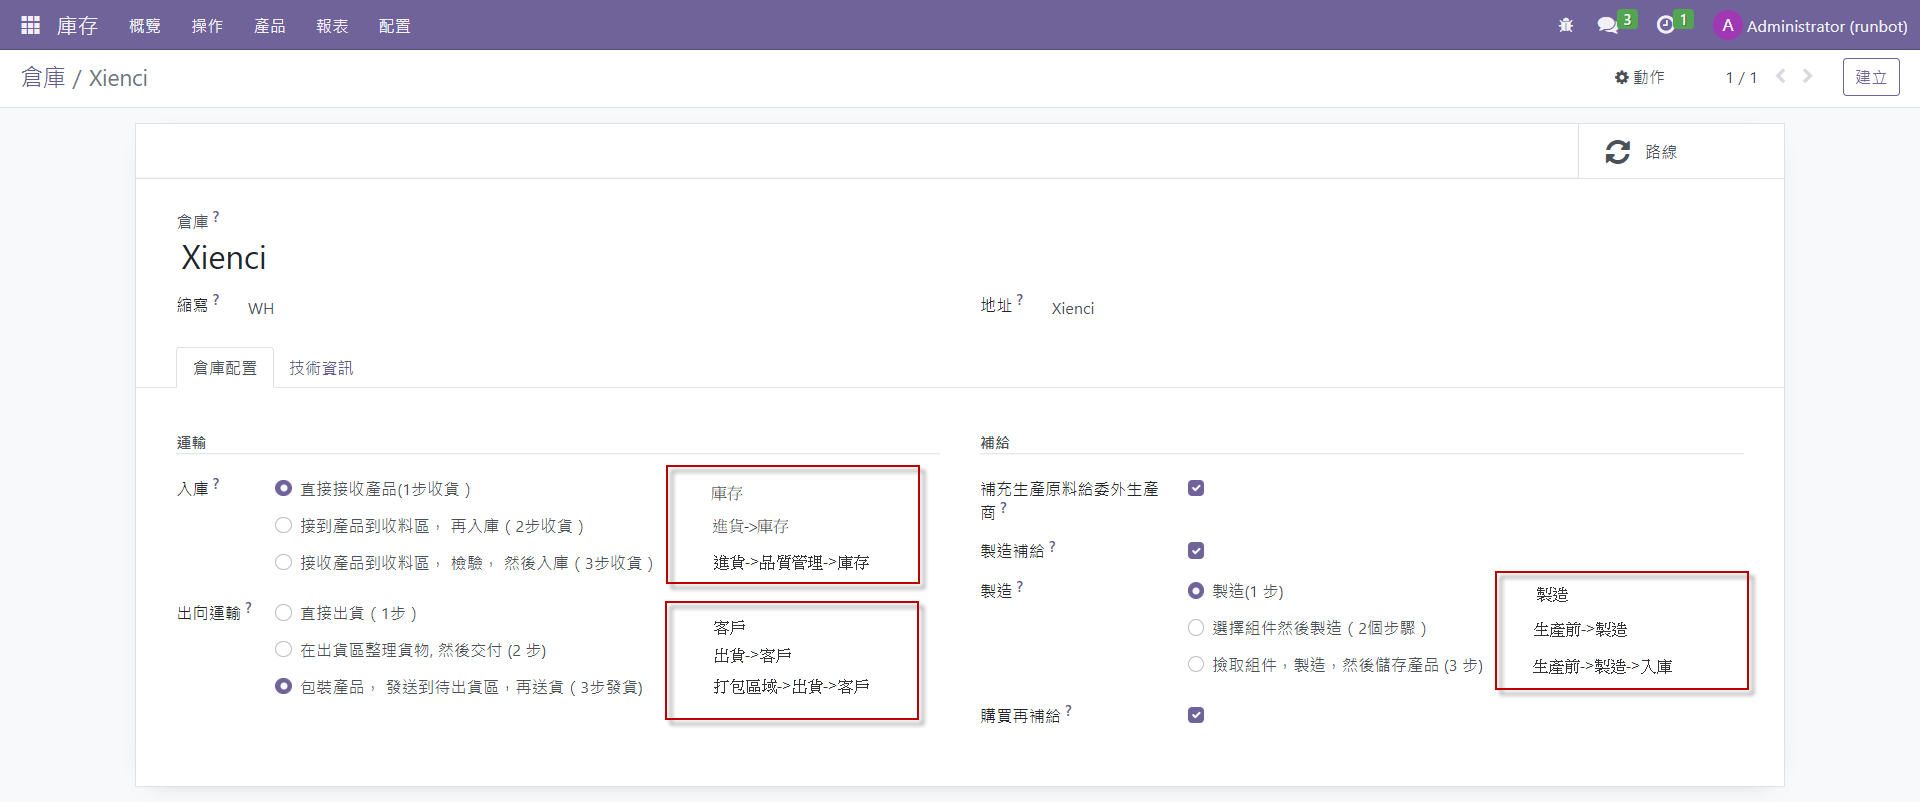 庫存 概覽 操作 產品 報表 配置 3 1 A Administrator (runbot)
倉庫 / Xienci 動作 1 / 1 建立
路線
倉庫 ?
Xienci
縮寫 ? WH 地址 ? Xienci
倉庫配置 技術資訊
運輸
入庫 ? 直接接收產品(1步收貨 ) 庫存
接到產品到收料區， 再入庫 ( 2步收貨 ) 進貨->庫存
接收產品到收料區， 檢驗， 然後入庫 ( 3步收貨 ) 進貨->品質管理->庫存
出向運輸 ? 直接出貨 ( 1步 ) 客戶
在出貨區整理貨物, 然後交付 (2 步) 出貨->客戶
包裝產品， 發送到待出貨區，再送貨 ( 3步發貨) 打包區域->出貨->客戶
補給
補充生產原料給委外生產
商 ?
製造補給 ?
製造 ? 製造(1 步) 製造
選擇組件然後製造 ( 2個步驟 ) 生產前->製造
撿取組件，製造，然後儲存產品 (3 步) 生產前->製造->入庫
購買再補給 ?